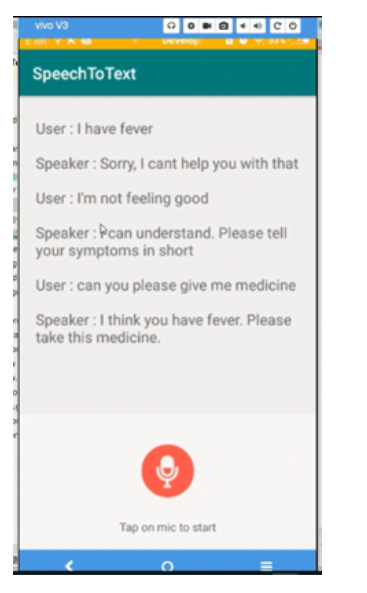 vivo V3
SpeechToText
User : I have fever
Speaker : Sorry, I cant help you with that
User : I'm not feeling good
Speaker : I can understand. Please tell
your symptoms in short
User : can you please give me medicine
Speaker : I think you have fever. Please
take this medicine.
Tap on mic to start